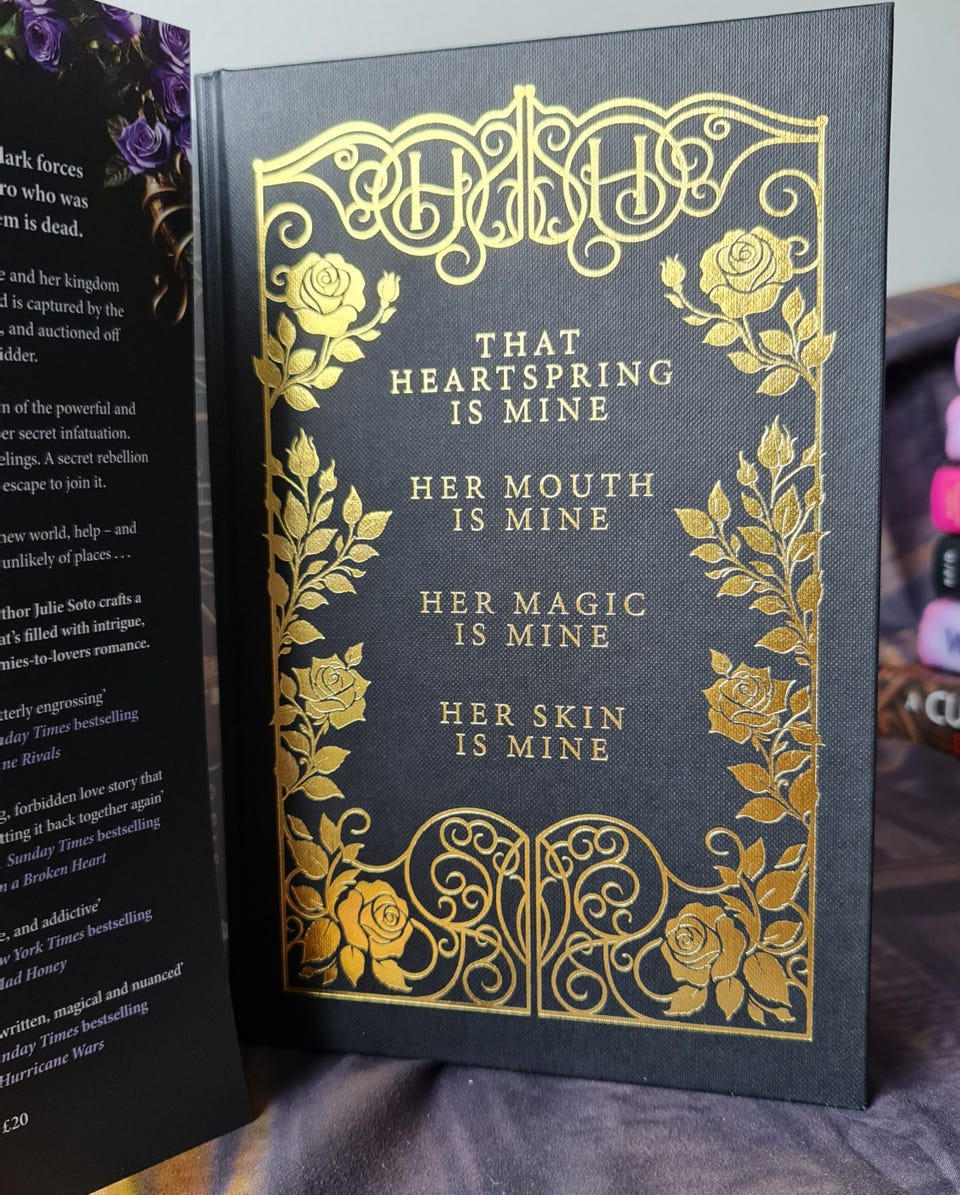 dark forces
ro who was
em is dead.
e and her kingdom
d is captured by the
, and auctioned off
idder.
rn of the powerful and
er secret infatuation.
elings. A secret rebellion
escape to join it.
new world, help – and
unlikely of places . . .
thor Julie Soto crafts a
at's filled with intrigue,
mies-to-lovers romance.
tterly engrossing'
nday Times bestselling
ne Rivals
g, forbidden love story that
tting it back together again'
Sunday Times bestselling
n a Broken Heart
e, and addictive'
w York Times bestselling
Mad Honey
written, magical and nuanced'
nday Times bestselling
Hurricane Wars
£20
H H
THAT
HEARTSPRING
IS MINE
HER MOUTH
IS MINE
HER MAGIC
IS MINE
HER SKIN
IS MINE
A CU